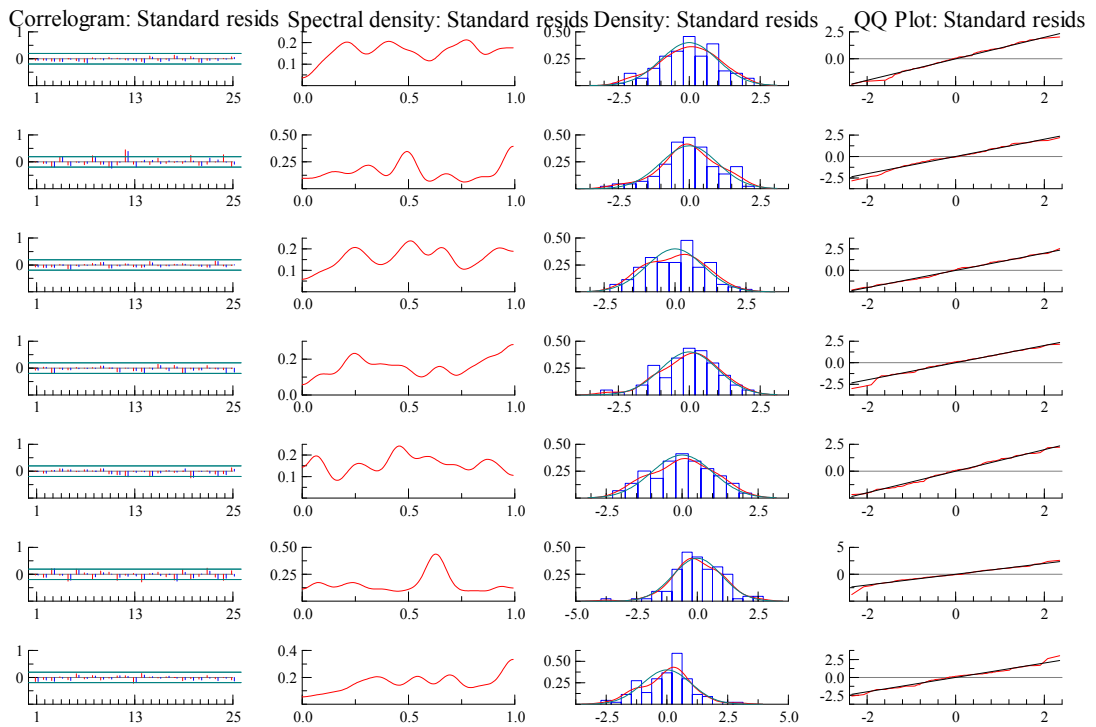 Correlogram: Standard resids Spectral density: Standard resids Density: Standard resids QQ Plot: Standard resids
1 0.2 0.50 2.5
0 0.1 0.25 0.0
1 13 25 0.0 0.5 1.0 -2.5 0.0 2.5 -2 0 2
1 0.50 0.50 2.5
0 0.25 0.25 0.0
-2.5
1 13 25 0.0 0.5 1.0 -2.5 0.0 2.5 -2 0 2
1 0.2 0.50 2.5
0 0.1 0.25 0.0
1 13 25 0.0 0.5 1.0 -2.5 0.0 2.5 -2 0 2
1 0.2 0.50 2.5
0 0.25 0.0
0.0 -2.5
1 13 25 0.0 0.5 1.0 -2.5 0.0 2.5 -2 0 2
1 0.2 0.50 2.5
0 0.1 0.25 0.0
1 13 25 0.0 0.5 1.0 -2.5 0.0 2.5 -2 0 2
1 0.50 0.50 5
0 0.25 0.25 0
1 13 25 0.0 0.5 1.0 -5.0 -2.5 0.0 2.5 -2 0 2
1 0.4 0.50 2.5
0 0.2 0.25 0.0
-2.5
1 13 25 0.0 0.5 1.0 -2.5 0.0 2.5 5.0 -2 0 2